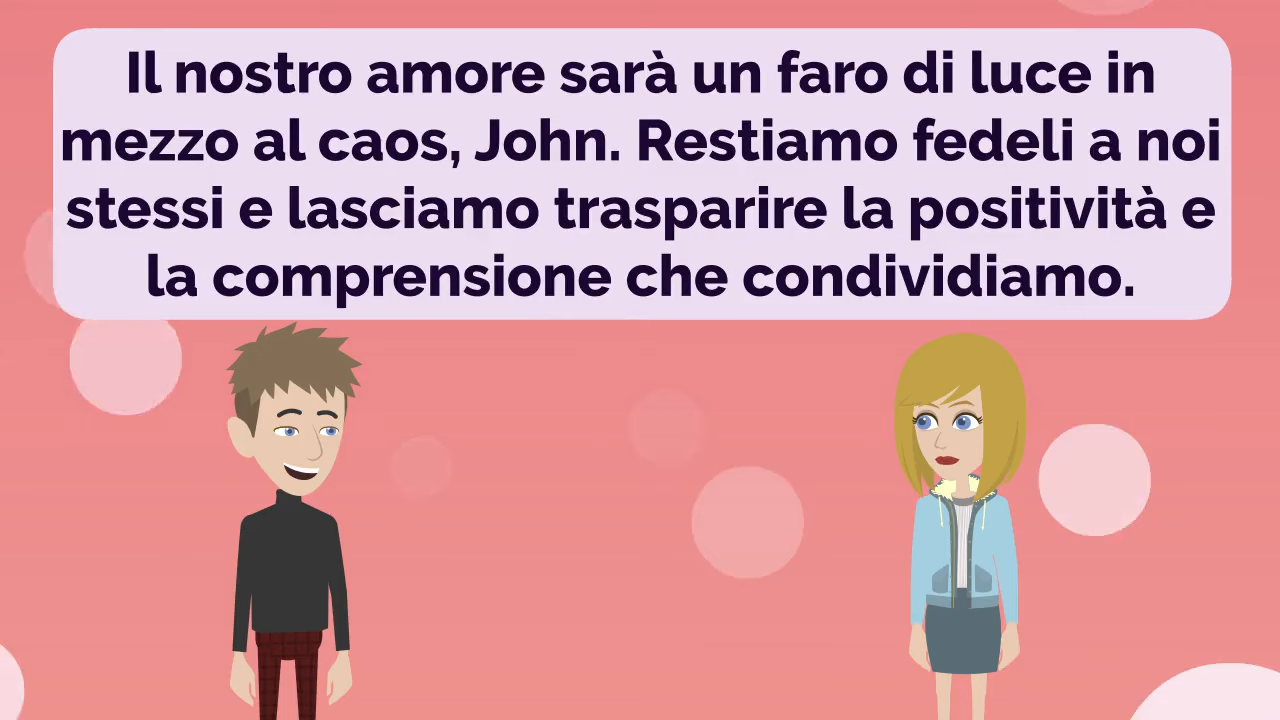 Il nostro amore sarà un faro di luce in
mezzo al caos, John. Restiamo fedeli a noi
stessi e lasciamo trasparire la positività e
la comprensione che condividiamo.